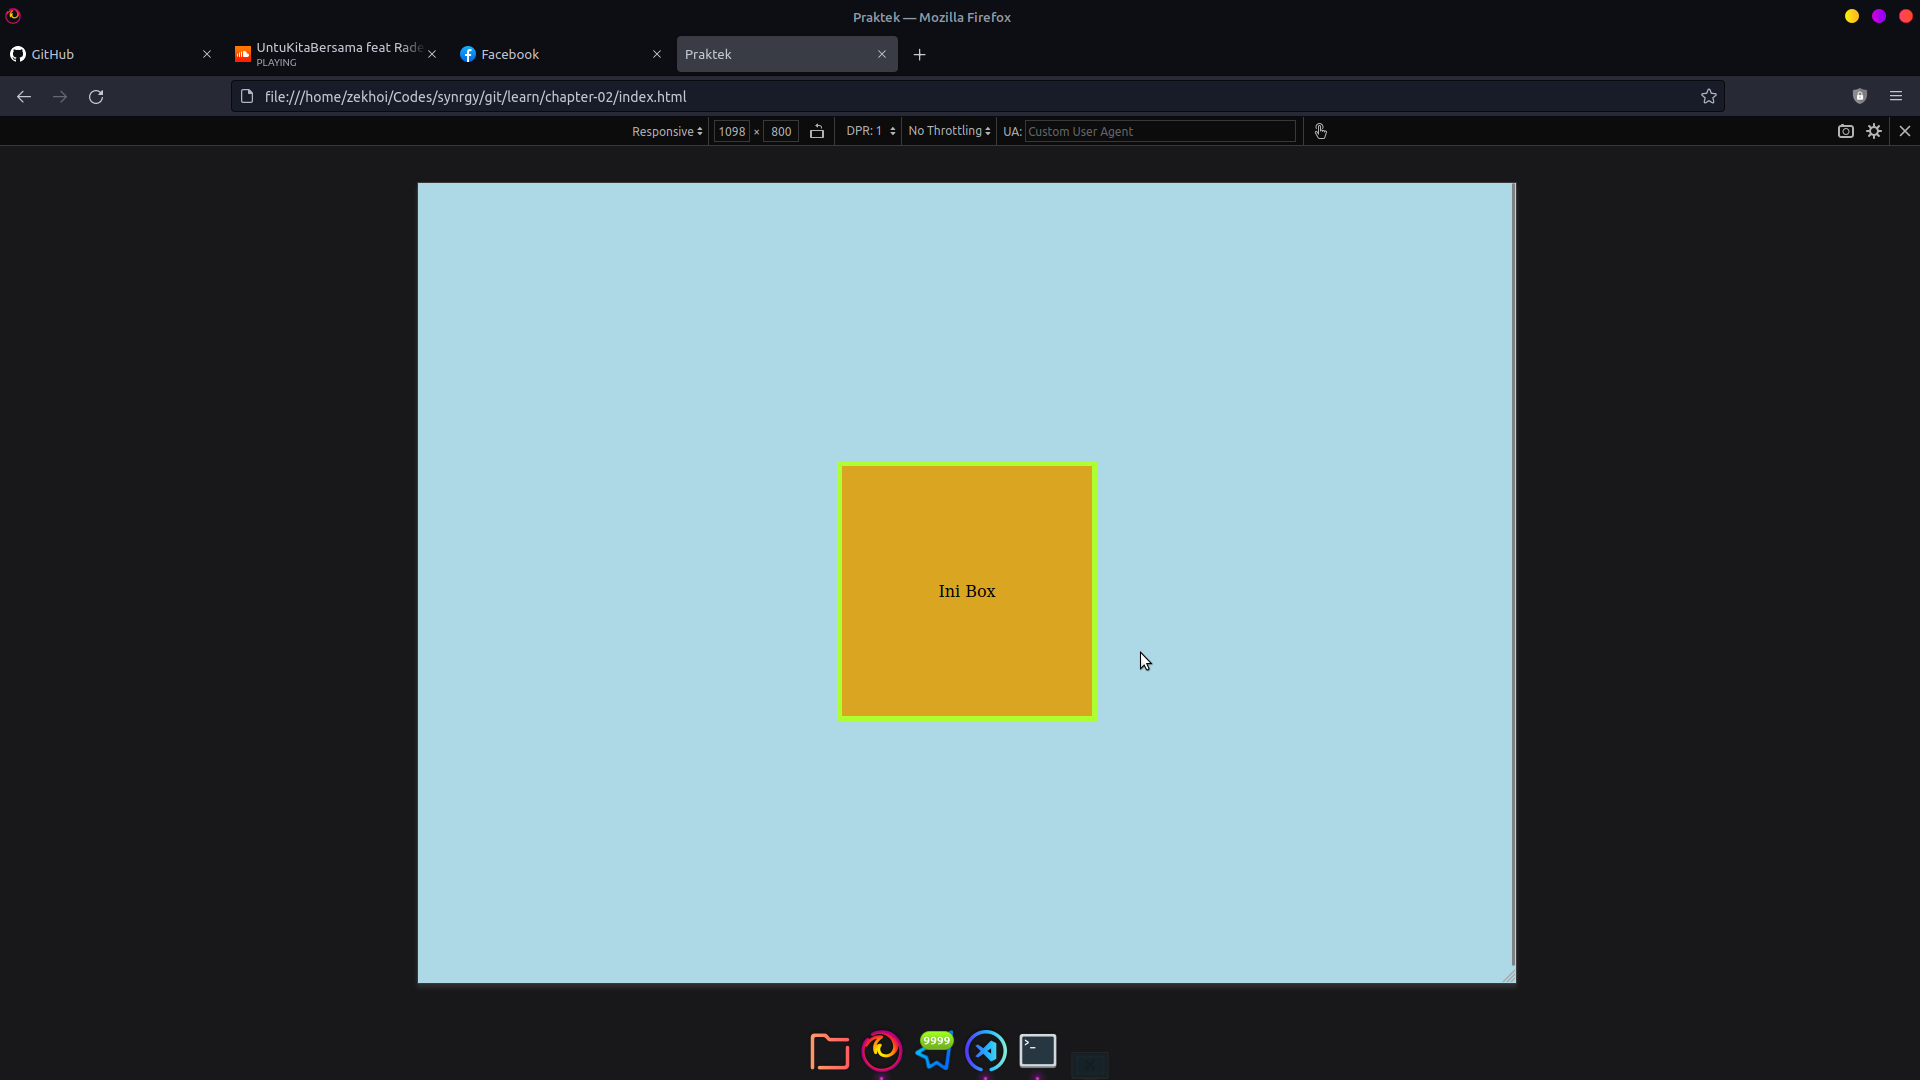 Praktek — Mozilla Firefox
GitHub
UntuKitaBersama feat Rade
PLAYING
Facebook
Praktek
file:///home/zekhoi/Codes/synrgy/git/learn/chapter-02/index.html
Responsive 1098 × 800 DPR: 1 No Throttling UA: Custom User Agent
Ini Box
9999